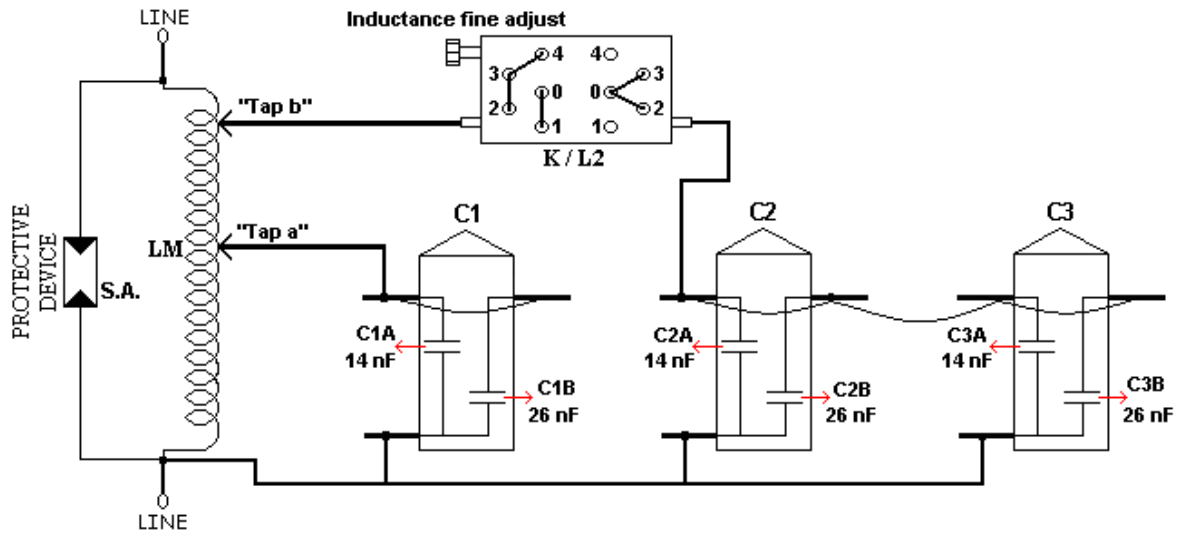 LINE
Inductance fine adjust
4 4
3 3
0 0
2 2
1 1
"Tap b"
K / L2
C1
C2
C3
"Tap a"
LM
PROTECTIVE
DEVICE
S.A.
C1A
14 nF
C1B
26 nF
C2A
14 nF
C2B
26 nF
C3A
14 nF
C3B
26 nF
LINE